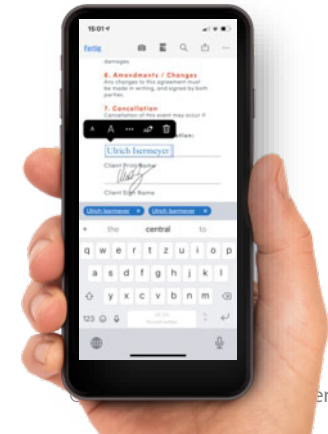 15:01
Fertig
damages
6. Amendments / Changes
Any changes to this agreement must
be made in writing, and signed by both
parties.
7. Cancellation
Cancellation of this event may occur if
A A
ation:
Ulrich Isermeyer
Client Print Name
Client Sign Name
Ulrich Isermeyer × Ulrich Isermeyer ×
the central to
q w e r t z u i o p
a s d f g h j k l
y x c v b n m
123
er